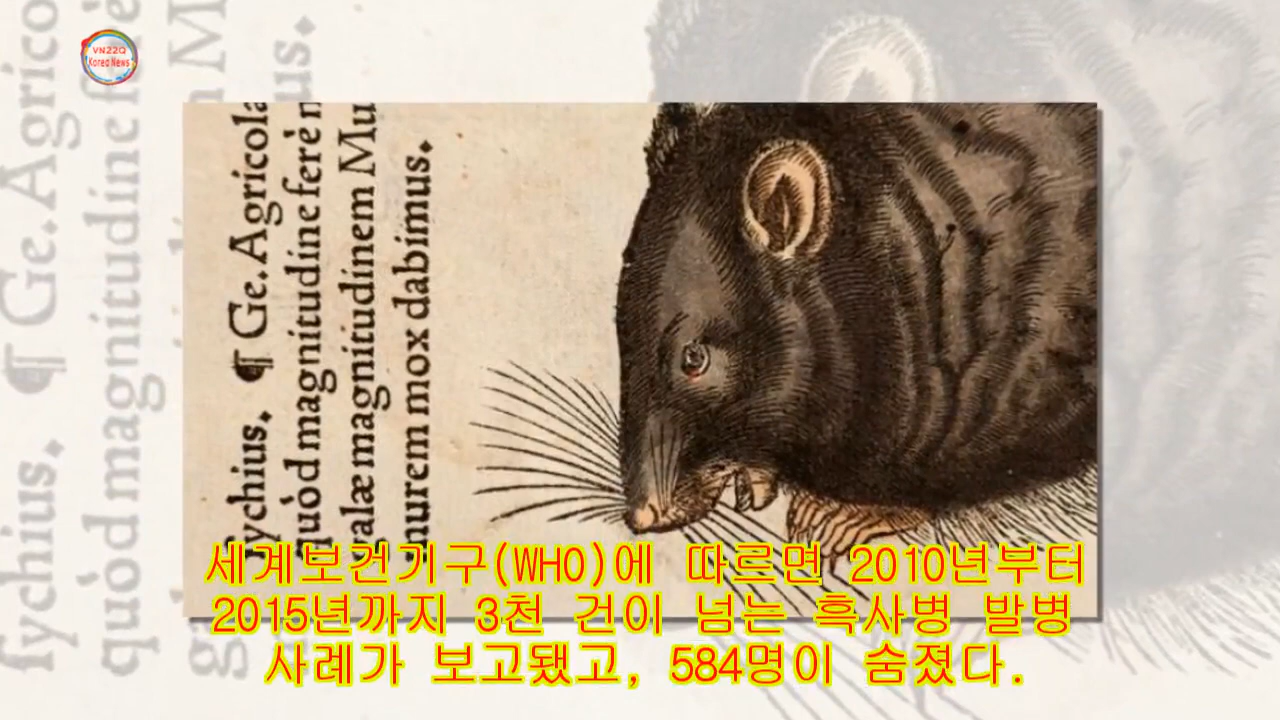 VN22Q
Korea News
fychius. ¶ Ge. Agricola
quòd magnitudine ferè n
magnitudinem Mu
murem mox dabimus.
세계보건기구(WHO)에 따르면 2010년부터
2015년까지 3천 건이 넘는 흑사병 발병
사례가 보고됐고, 584명이 숨졌다.